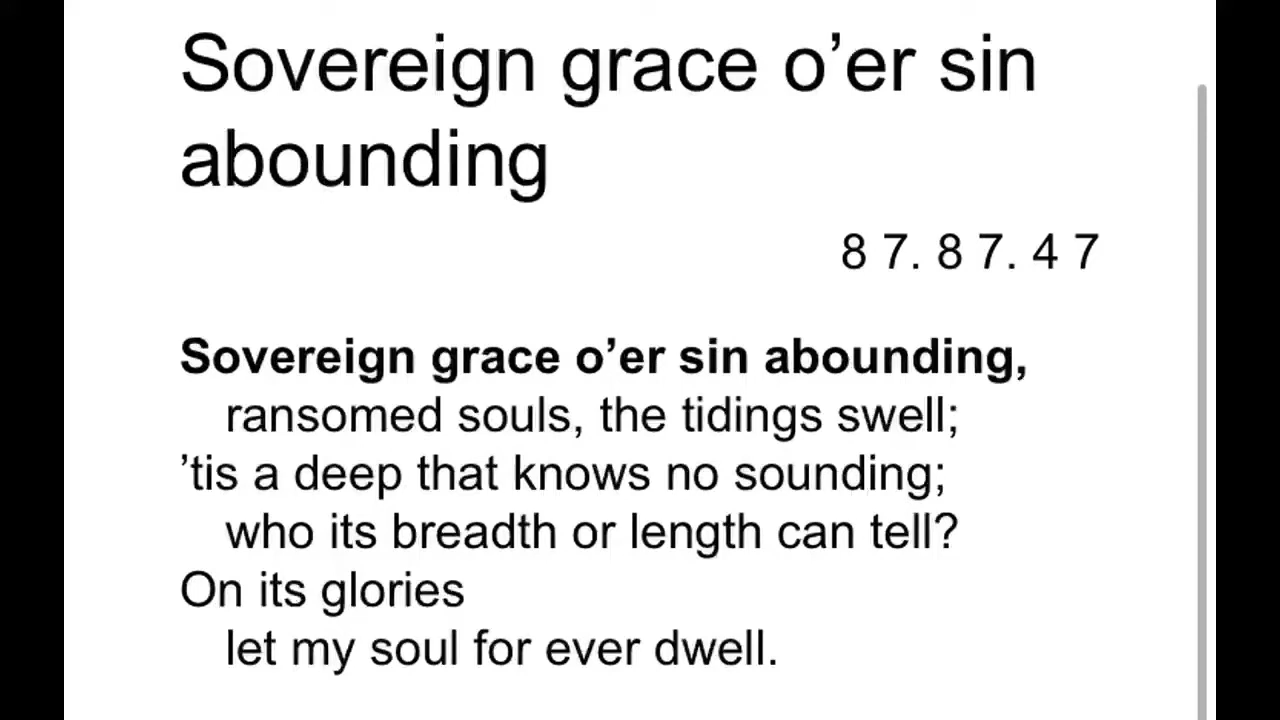 Sovereign grace o’er sin
abounding
8 7. 8 7. 4 7
Sovereign grace o’er sin abounding,
ransomed souls, the tidings swell;
’tis a deep that knows no sounding;
who its breadth or length can tell?
On its glories
let my soul for ever dwell.